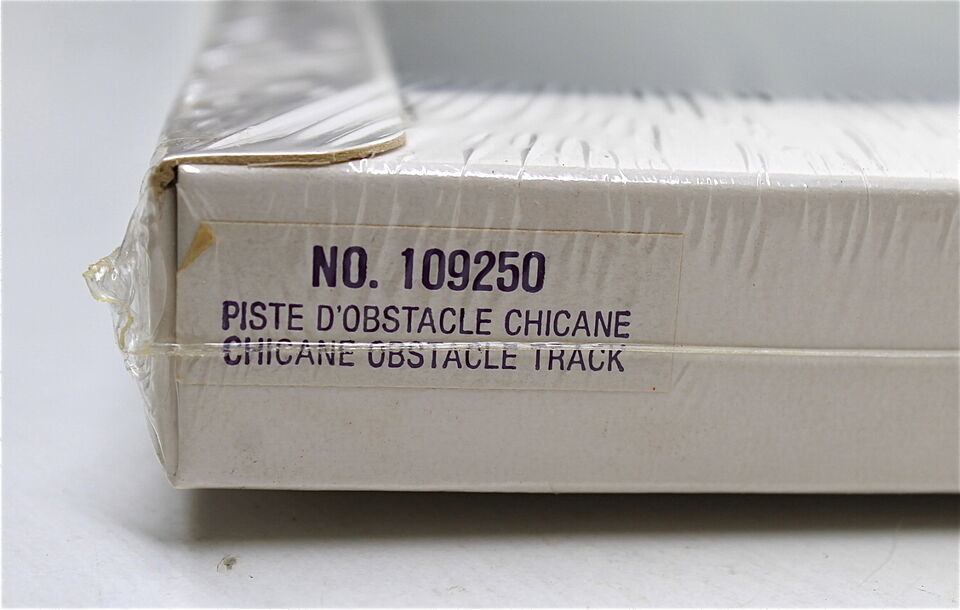 NO. 109250
PISTE D'OBSTACLE CHICANE
CHICANE OBSTACLE TRACK